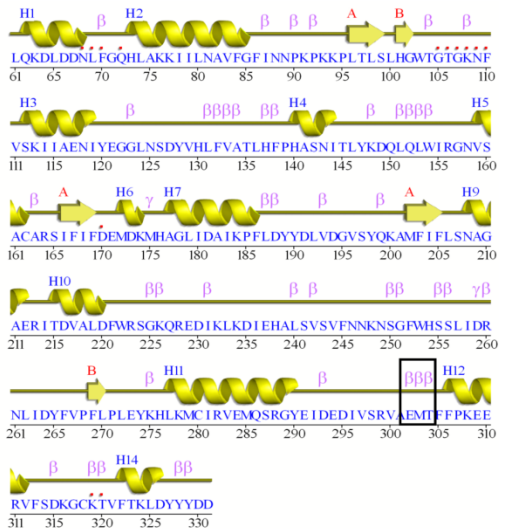 H1 β H2 β β β A B β β
LQKDLDDNLFGQHLAKKIILNAVFGFINNPKPKKPLTLSLHGWTGTGKNF
61 65 70 75 80 85 90 95 100 105 110
H3 β ββββ ββ H4 β ββββ H5
VSKIIAENIYEGGLNSDYVHLFVATLHFPHASNITLYKDQLQLWIRGNVS
111 115 120 125 130 135 140 145 150 155 160
β A H6 γ H7 ββ β β A H9
ACARSIFIFDEMDKMHAGLIDAIKPFLDYYDLVDGVSYQKAMFIFLSNAG
161 165 170 175 180 185 190 195 200 205 210
H10 ββ β β β ββ ββ γβ
AERITDVALDFWRSGKQREDIKLKDIEHALSVSVFNNKNSGFWHSSLIDR
211 215 220 225 230 235 240 245 250 255 260
B β H11 β βββ H12
NLIDYFVPFLPLEYKHLKMCIRVEMQSRGYEIDEDIVSRVAEMTFFPKEE
261 265 270 275 280 285 290 295 300 305 310
β ββ H14 ββ
RVFSDKGCKTVFTKLDYYYDD
311 315 320 325 330